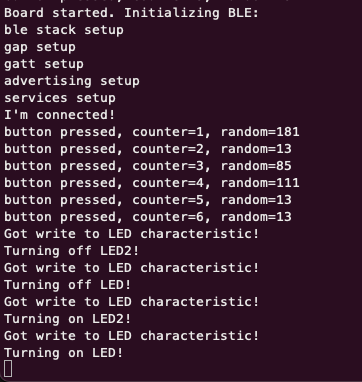 Board started. Initializing BLE:
ble stack setup
gap setup
gatt setup
advertising setup
services setup
I'm connected!
button pressed, counter=1, random=181
button pressed, counter=2, random=13
button pressed, counter=3, random=85
button pressed, counter=4, random=111
button pressed, counter=5, random=13
button pressed, counter=6, random=13
Got write to LED characteristic!
Turning off LED2!
Got write to LED characteristic!
Turning off LED!
Got write to LED characteristic!
Turning on LED2!
Got write to LED characteristic!
Turning on LED!